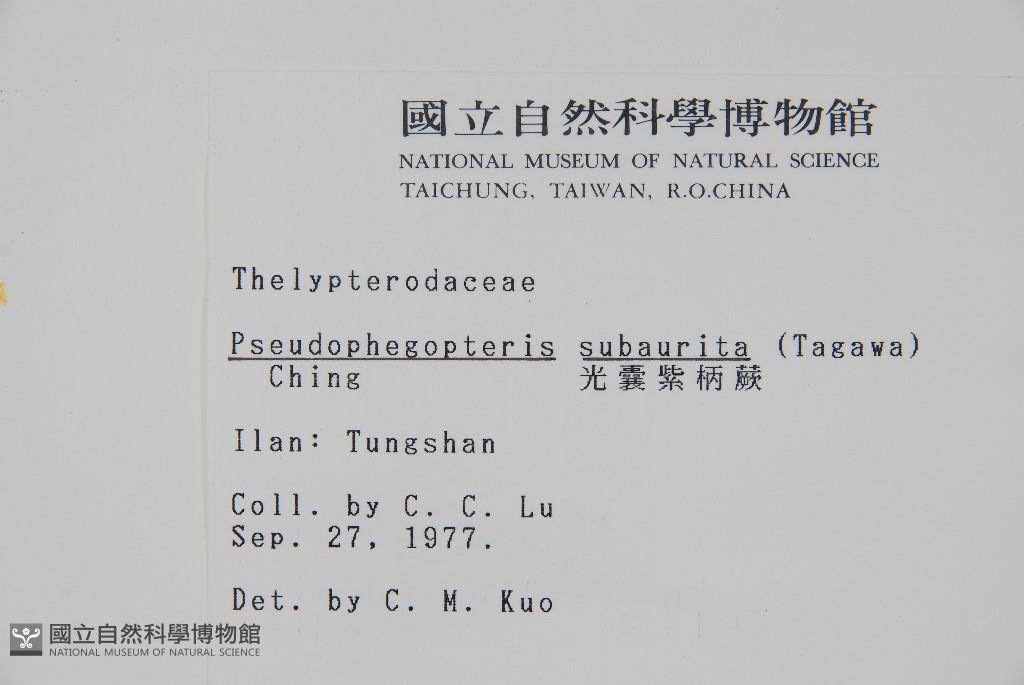 國立自然科學博物館
NATIONAL MUSEUM OF NATURAL SCIENCE
TAICHUNG, TAIWAN, R.O.CHINA
Thelypterodaceae
Pseudophegopteris subaurita (Tagawa)
Ching 光囊紫柄蕨
Ilan: Tungshan
Coll. by C. C. Lu
Sep. 27, 1977.
Det. by C. M. Kuo
國立自然科學博物館
NATIONAL MUSEUM OF NATURAL SCIENCE